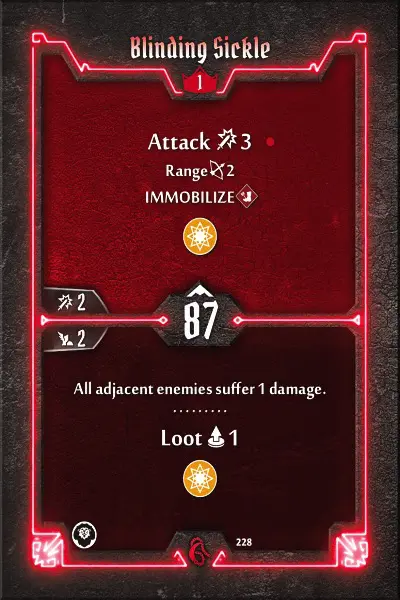 Blinding Sickle
1
Attack 3
Range 2
IMMOBILIZE
2
87
2
All adjacent enemies suffer 1 damage.
Loot 1
228